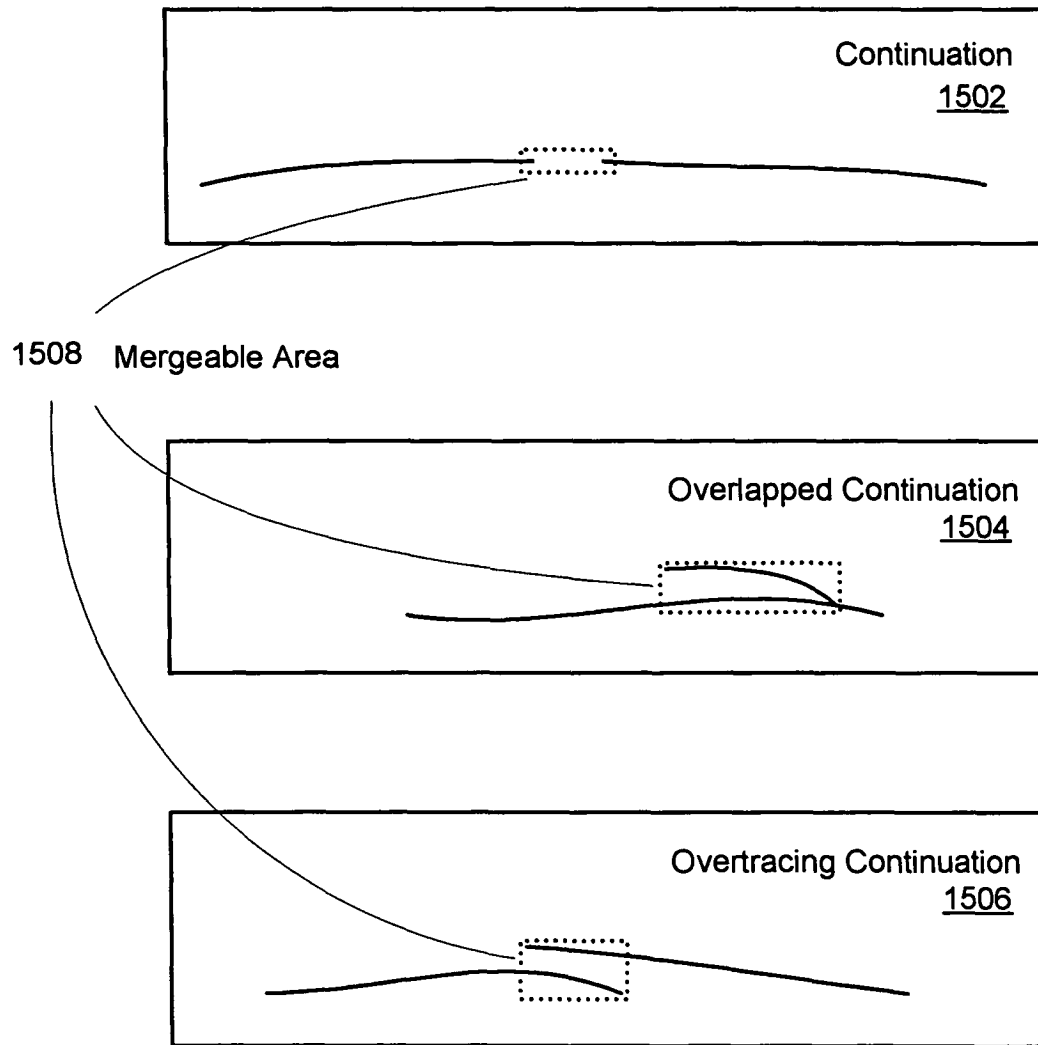 Continuation
1502
1508 Mergeable Area
Overlapped Continuation
1504
Overtracing Continuation
1506